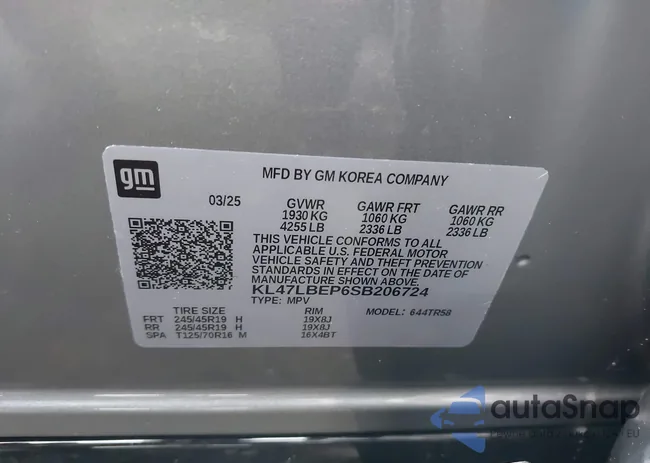 gm
MFD BY GM KOREA COMPANY
03/25 GVWR GAWR FRT GAWR RR
1930 KG 1060 KG 1060 KG
4255 LB 2336 LB 2336 LB
THIS VEHICLE CONFORMS TO ALL
APPLICABLE U.S. FEDERAL MOTOR
VEHICLE SAFETY AND THEFT PREVENTION
STANDARDS IN EFFECT ON THE DATE OF
MANUFACTURE SHOWN ABOVE.
KL47LBEP6SB206724
TYPE: MPV MODEL: 644TR58
TIRE SIZE RIM
FRT 245/45R19 H 19X8J
RR 245/45R19 H 19X8J
SPA T125/70R16 M 16X4BT
autoSnap